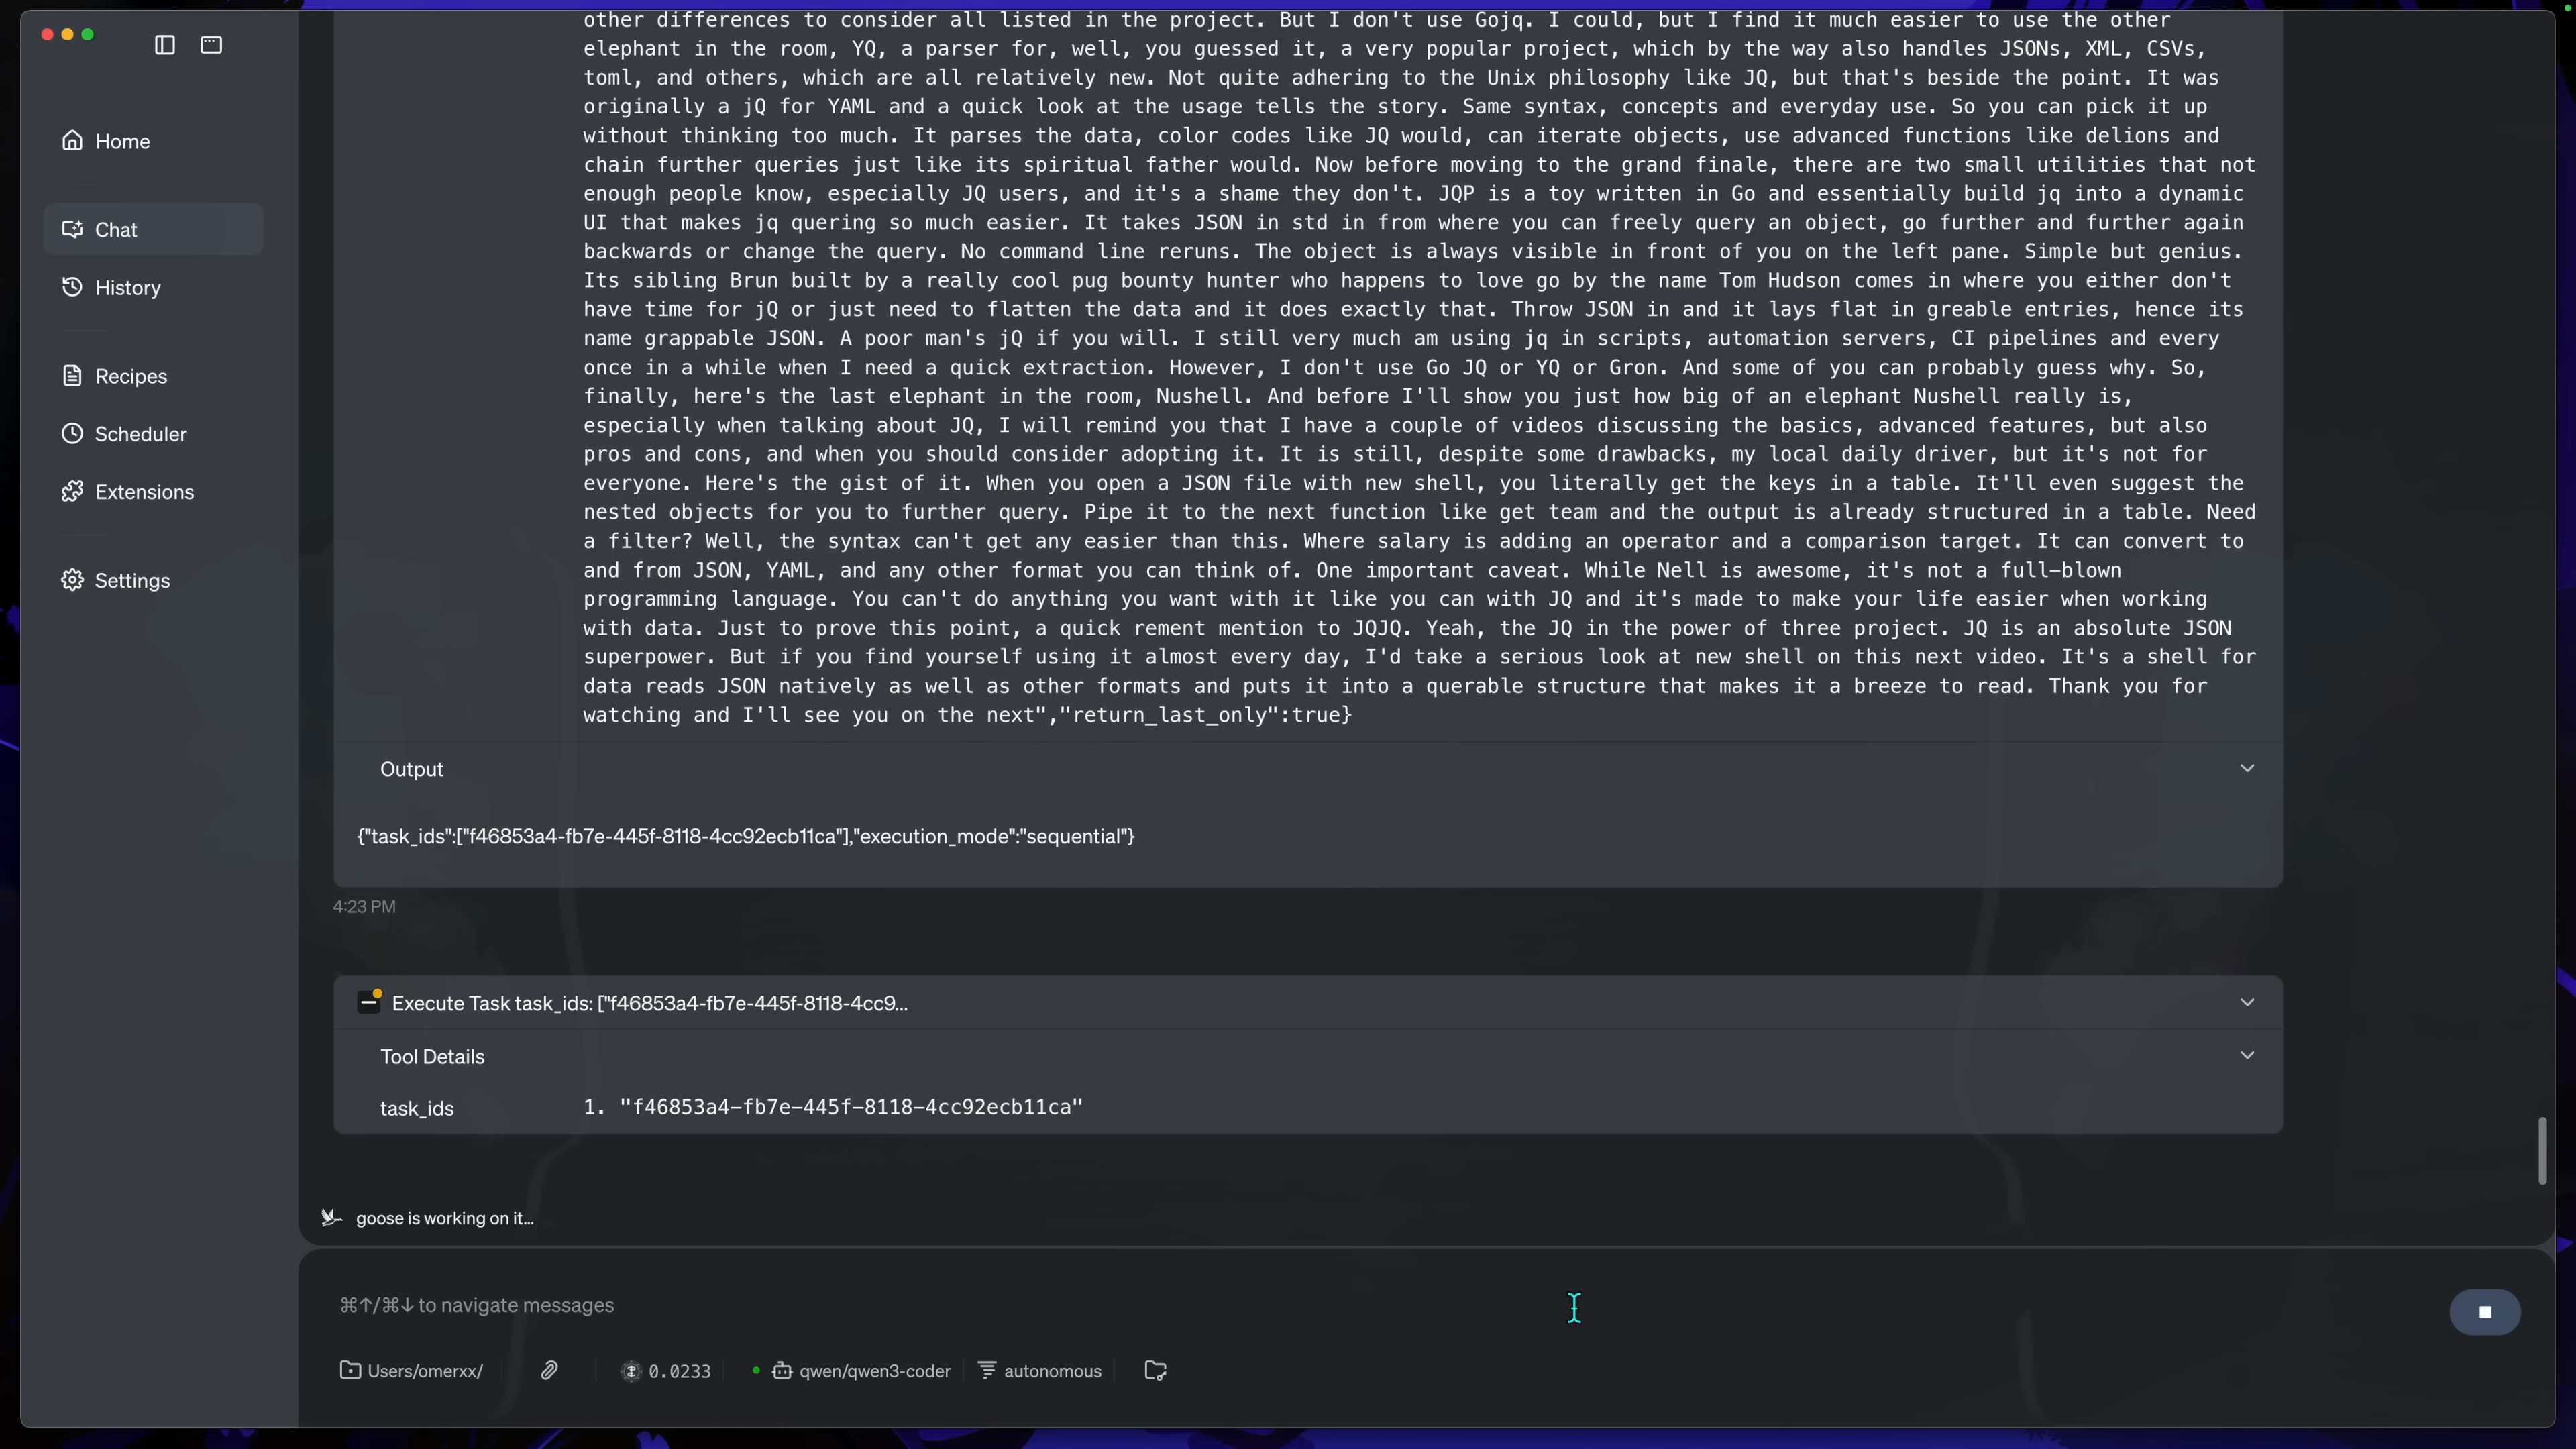 Home
Chat
History
Recipes
Scheduler
Extensions
Settings
other differences to consider all listed in the project. But I don't use Gojq. I could, but I find it much easier to use the other
elephant in the room, YQ, a parser for, well, you guessed it, a very popular project, which by the way also handles JSONs, XML, CSVs,
toml, and others, which are all relatively new. Not quite adhering to the Unix philosophy like JQ, but that's beside the point. It was
originally a jQ for YAML and a quick look at the usage tells the story. Same syntax, concepts and everyday use. So you can pick it up
without thinking too much. It parses the data, color codes like JQ would, can iterate objects, use advanced functions like delions and
chain further queries just like its spiritual father would. Now before moving to the grand finale, there are two small utilities that not
enough people know, especially JQ users, and it's a shame they don't. JQP is a toy written in Go and essentially build jq into a dynamic
UI that makes jq quering so much easier. It takes JSON in std in from where you can freely query an object, go further and further again
backwards or change the query. No command line reruns. The object is always visible in front of you on the left pane. Simple but genius.
Its sibling Brun built by a really cool pug bounty hunter who happens to love go by the name Tom Hudson comes in where you either don't
have time for jQ or just need to flatten the data and it does exactly that. Throw JSON in and it lays flat in greable entries, hence its
name grappable JSON. A poor man's jQ if you will. I still very much am using jq in scripts, automation servers, CI pipelines and every
once in a while when I need a quick extraction. However, I don't use Go JQ or YQ or Gron. And some of you can probably guess why. So,
finally, here's the last elephant in the room, Nushell. And before I'll show you just how big of an elephant Nushell really is,
especially when talking about JQ, I will remind you that I have a couple of videos discussing the basics, advanced features, but also
pros and cons, and when you should consider adopting it. It is still, despite some drawbacks, my local daily driver, but it's not for
everyone. Here's the gist of it. When you open a JSON file with new shell, you literally get the keys in a table. It'll even suggest the
nested objects for you to further query. Pipe it to the next function like get team and the output is already structured in a table. Need
a filter? Well, the syntax can't get any easier than this. Where salary is adding an operator and a comparison target. It can convert to
and from JSON, YAML, and any other format you can think of. One important caveat. While Nell is awesome, it's not a full-blown
programming language. You can't do anything you want with it like you can with JQ and it's made to make your life easier when working
with data. Just to prove this point, a quick rement mention to JQJQ. Yeah, the JQ in the power of three project. JQ is an absolute JSON
superpower. But if you find yourself using it almost every day, I'd take a serious look at new shell on this next video. It's a shell for
data reads JSON natively as well as other formats and puts it into a querable structure that makes it a breeze to read. Thank you for
watching and I'll see you on the next","return_last_only":true}
Output
{"task_ids":["f46853a4-fb7e-445f-8118-4cc92ecb11ca"],"execution_mode":"sequential"}
4:23 PM
Execute Task task_ids: ["f46853a4-fb7e-445f-8118-4cc9...
Tool Details
task_ids 1. "f46853a4-fb7e-445f-8118-4cc92ecb11ca"
goose is working on it...
⌘↑/⌘↓ to navigate messages
Users/omerxx/ 0.0233 qwen/qwen3-coder autonomous